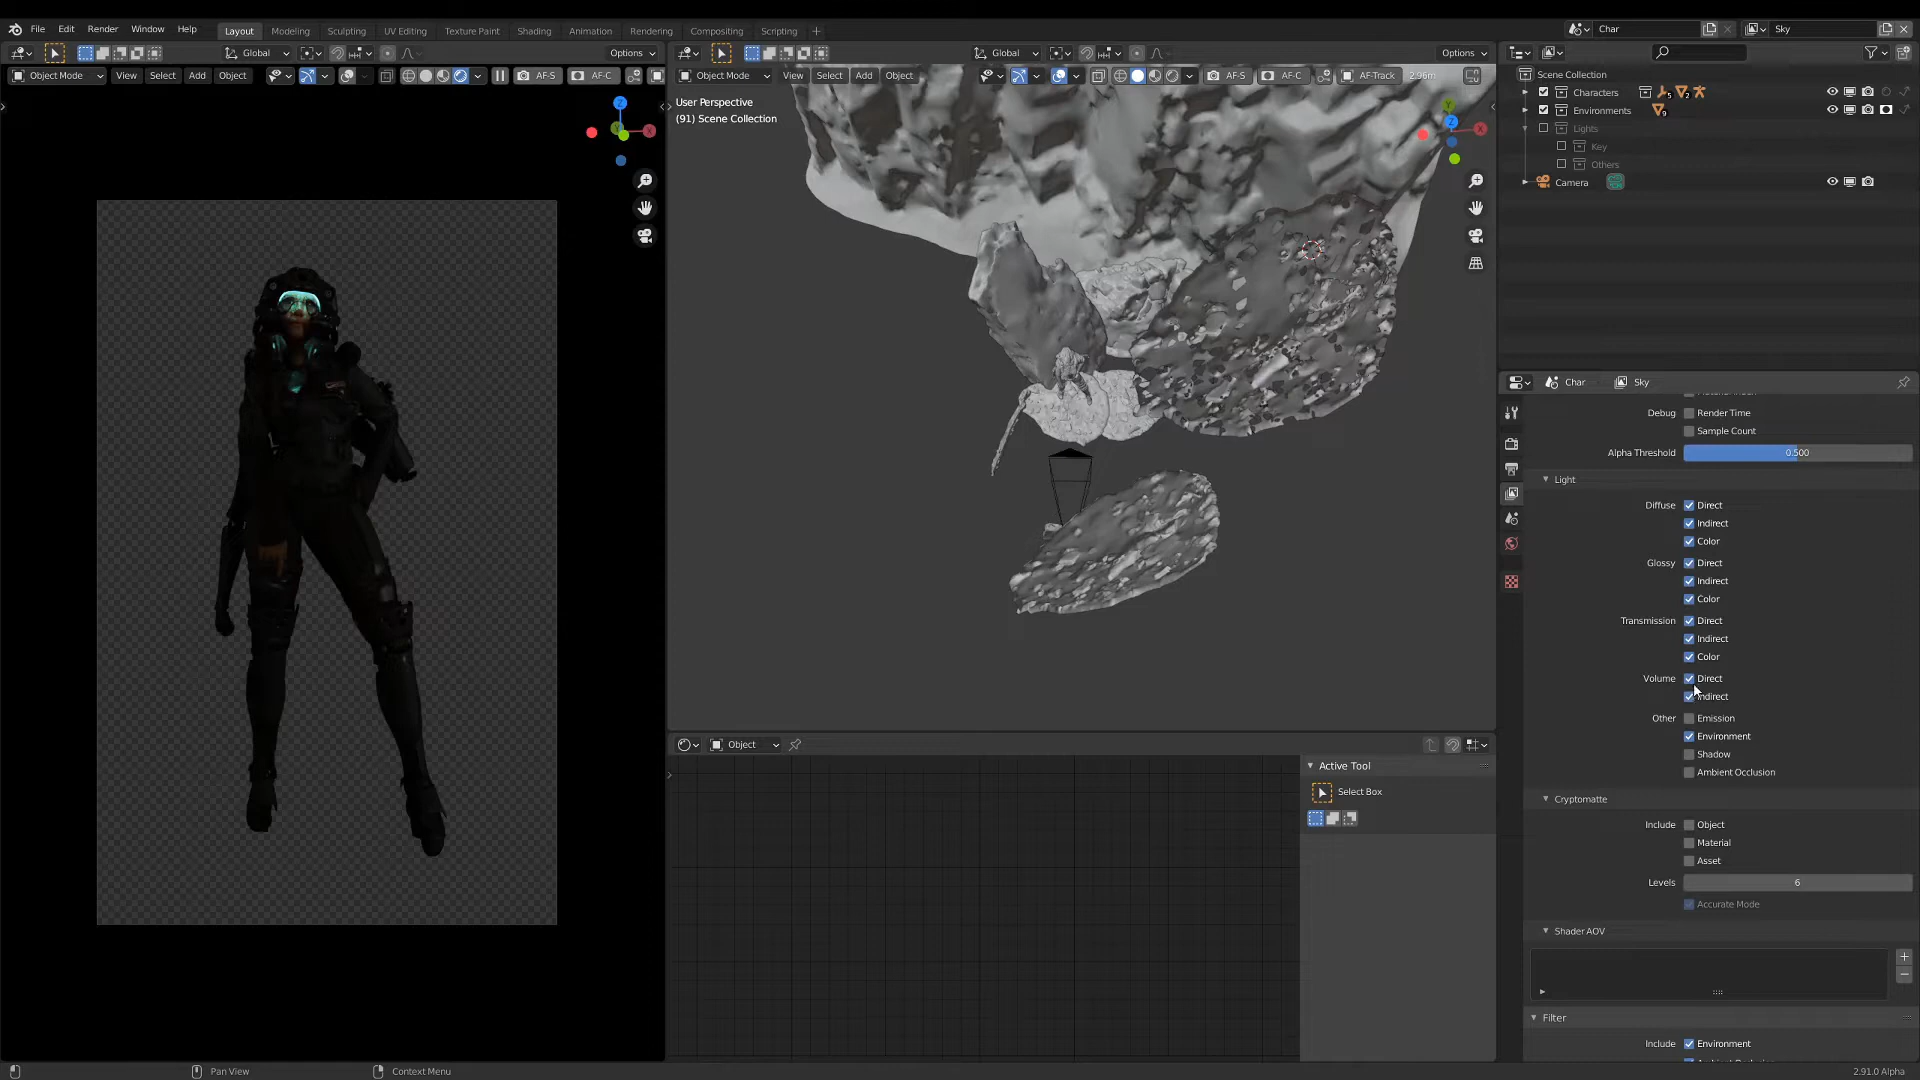 File Edit Render Window Help Layout Modeling Sculpting UV Editing Texture Paint Shading Animation Rendering Compositing Scripting + Char Sky
Global Options Global Options
Object Mode View Select Add Object AF-S AF-C Object Mode View Select Add Object AF-S AF-C AF-Track 2.96m
User Perspective
(91) Scene Collection
Z
X
Y
Z
X
Scene Collection
Characters 5 2
Environments 9
Lights
Key
Others
Camera
Char Sky
Debug Render Time
Sample Count
Alpha Threshold 0.500
Light
Diffuse Direct
Indirect
Color
Glossy Direct
Indirect
Color
Transmission Direct
Indirect
Color
Volume Direct
Indirect
Other Emission
Environment
Shadow
Ambient Occlusion
Cryptomatte
Include Object
Material
Asset
Levels 6
Accurate Mode
Shader AOV
Filter
Include Environment
Object
Active Tool
Select Box
Pan View Context Menu 2.91.0 Alpha